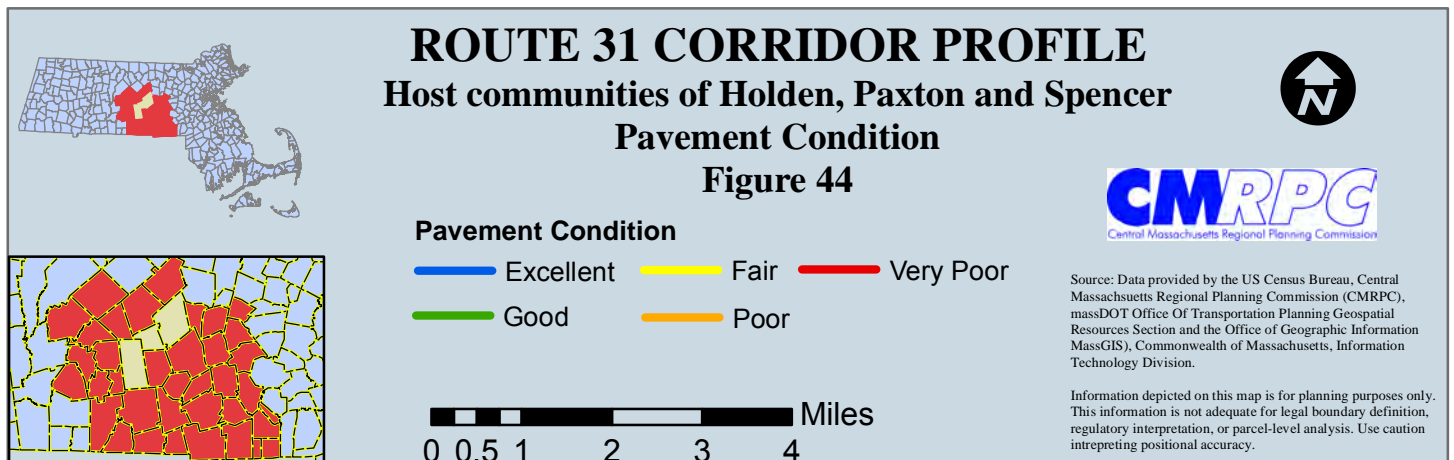 ROUTE 31 CORRIDOR PROFILE
Host communities of Holden, Paxton and Spencer
Pavement Condition
Figure 44
N
CMRPC
Central Massachusetts Regional Planning Commission
Pavement Condition
Excellent
Fair
Very Poor
Good
Poor
Miles
0 0.5 1 2 3 4
Source: Data provided by the US Census Bureau, Central
Massachsuetts Regional Planning Commission (CMRPC),
massDOT Office Of Transportation Planning Geospatial
Resources Section and the Office of Geographic Information
MassGIS), Commonwealth of Massachusetts, Information
Technology Division.
Information depicted on this map is for planning purposes only.
This information is not adequate for legal boundary definition,
regulatory interpretation, or parcel-level analysis. Use caution
intrepreting positional accuracy.